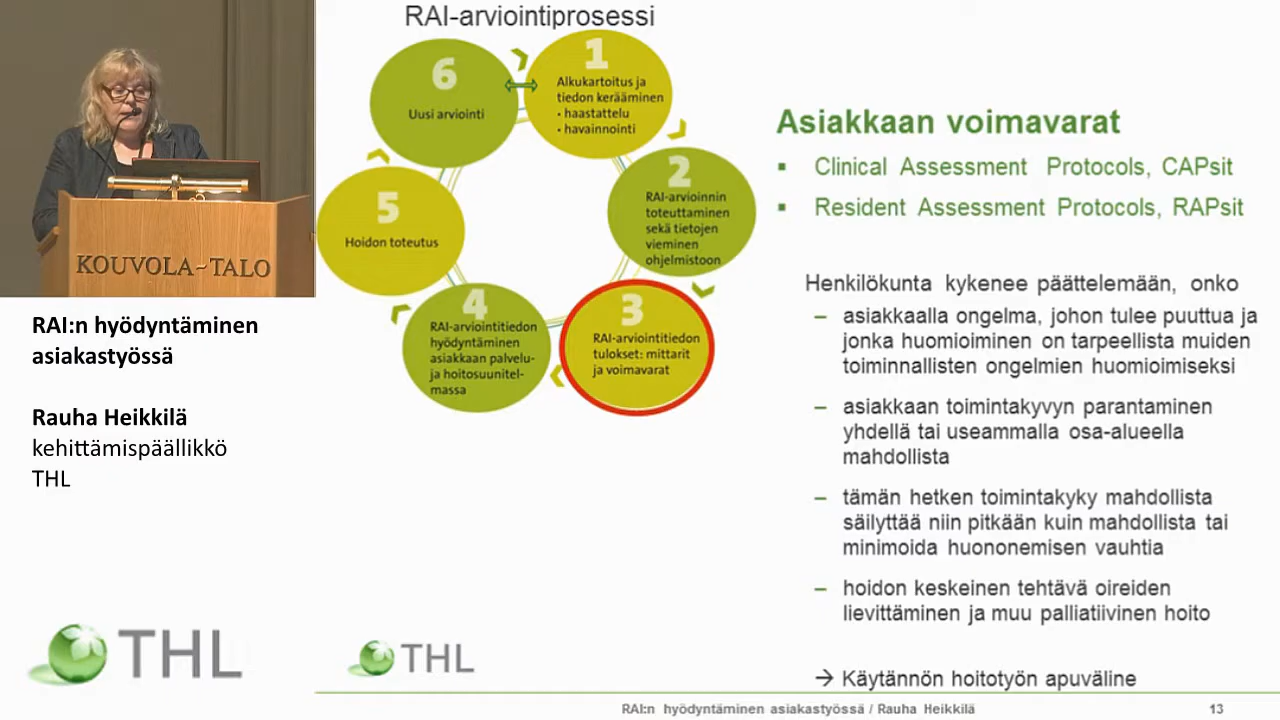 RAI-arviointiprosessi
6
Uusi arviointi
1
Alkukartoitus ja
tiedon kerääminen
• haastattelu
• havainnointi
2
RAI-arvioinnin
toteuttaminen
sekä tietojen
vieminen
ohjelmistoon
3
RAI-arviointitiedon
tulokset: mittarit
ja voimavarat
4
RAI-arviointitiedon
hyödyntäminen
asiakkaan palvelu-
ja hoitosuunnitel-
massa
5
Hoidon toteutus
KOUVOLA-TALO
RAI:n hyödyntäminen
asiakastyössä
Rauha Heikkilä
kehittämispäällikkö
THL
Asiakkaan voimavarat
▪ Clinical Assessment Protocols, CAPsit
▪ Resident Assessment Protocols, RAPsit
Henkilökunta kykenee päättelemään, onko
– asiakkaalla ongelma, johon tulee puuttua ja
jonka huomioiminen on tarpeellista muiden
toiminnallisten ongelmien huomioimiseksi
– asiakkaan toimintakyvyn parantaminen
yhdellä tai useammalla osa-alueella
mahdollista
– tämän hetken toimintakyky mahdollista
säilyttää niin pitkään kuin mahdollista tai
minimoida huononemisen vauhtia
– hoidon keskeinen tehtävä oireiden
lievittäminen ja muu palliatiivinen hoito
→ Käytännön hoitotyön apuväline
THL
THL
RAI:n hyödyntäminen asiakastyössä / Rauha Heikkilä
13